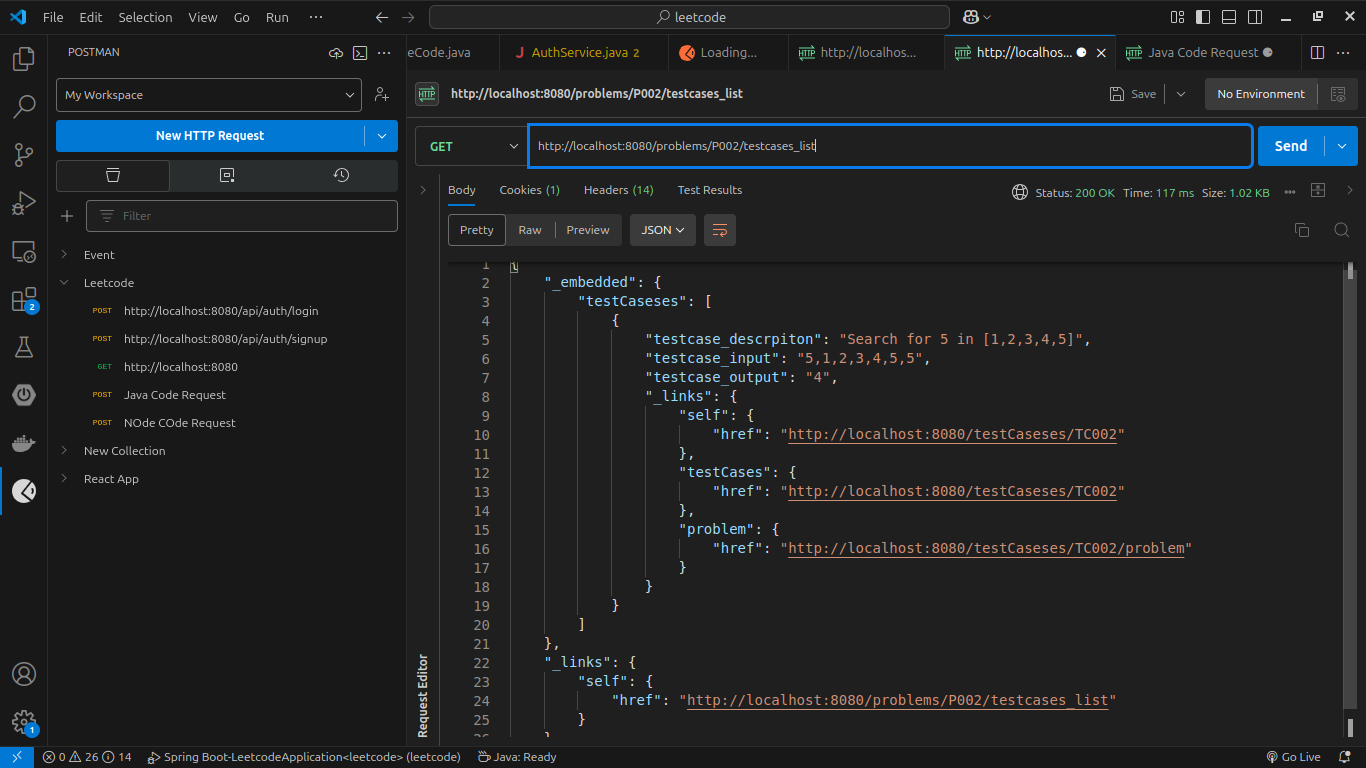 File Edit Selection View Go Run ··· leetcode
POSTMAN
eCode.java
AuthService.java 2
Loading...
http://localhos...
http://localhos...
Java Code Request
My Workspace
http://localhost:8080/problems/P002/testcases_list
Save
No Environment
New HTTP Request
GET
http://localhost:8080/problems/P002/testcases_list
Send
Filter
Body Cookies (1) Headers (14) Test Results
Status: 200 OK Time: 117 ms Size: 1.02 KB
Pretty Raw Preview JSON
Event
Leetcode
POST http://localhost:8080/api/auth/login
POST http://localhost:8080/api/auth/signup
GET http://localhost:8080
POST Java Code Request
POST NOde COde Request
New Collection
React App
2
1
Request Editor
1 {
2 "_embedded": {
3 "testCaseses": [
4 {
5 "testcase_descrpiton": "Search for 5 in [1,2,3,4,5]",
6 "testcase_input": "5,1,2,3,4,5,5",
7 "testcase_output": "4",
8 "_links": {
9 "self": {
10 "href": "http://localhost:8080/testCaseses/TC002"
11 },
12 "testCases": {
13 "href": "http://localhost:8080/testCaseses/TC002"
14 },
15 "problem": {
16 "href": "http://localhost:8080/testCaseses/TC002/problem"
17 }
18 }
19 }
20 ]
21 },
22 "_links": {
23 "self": {
24 "href": "http://localhost:8080/problems/P002/testcases_list"
25 }
26 }
0 26 14 Spring Boot-LeetcodeApplication<leetcode> (leetcode) Java: Ready Go Live